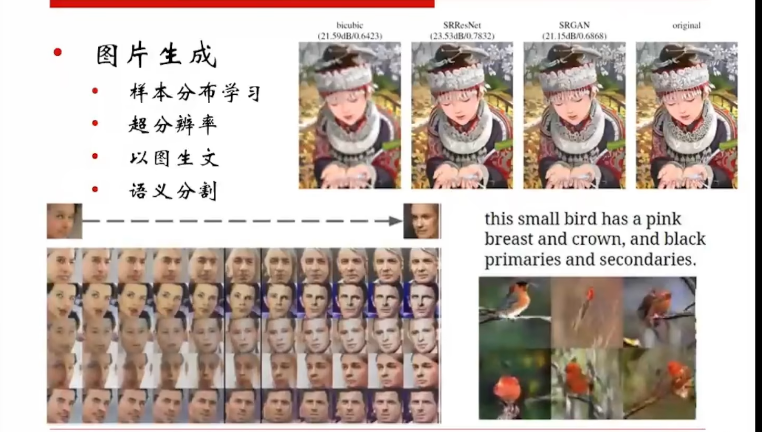 图片生成
样本分布学习
超分辨率
以图生文
语义分割
bicubic
(21.59dB/0.6423)
SRResNet
(23.53dB/0.7832)
SRGAN
(21.15dB/0.6868)
original
this small bird has a pink
breast and crown, and black
primaries and secondaries.